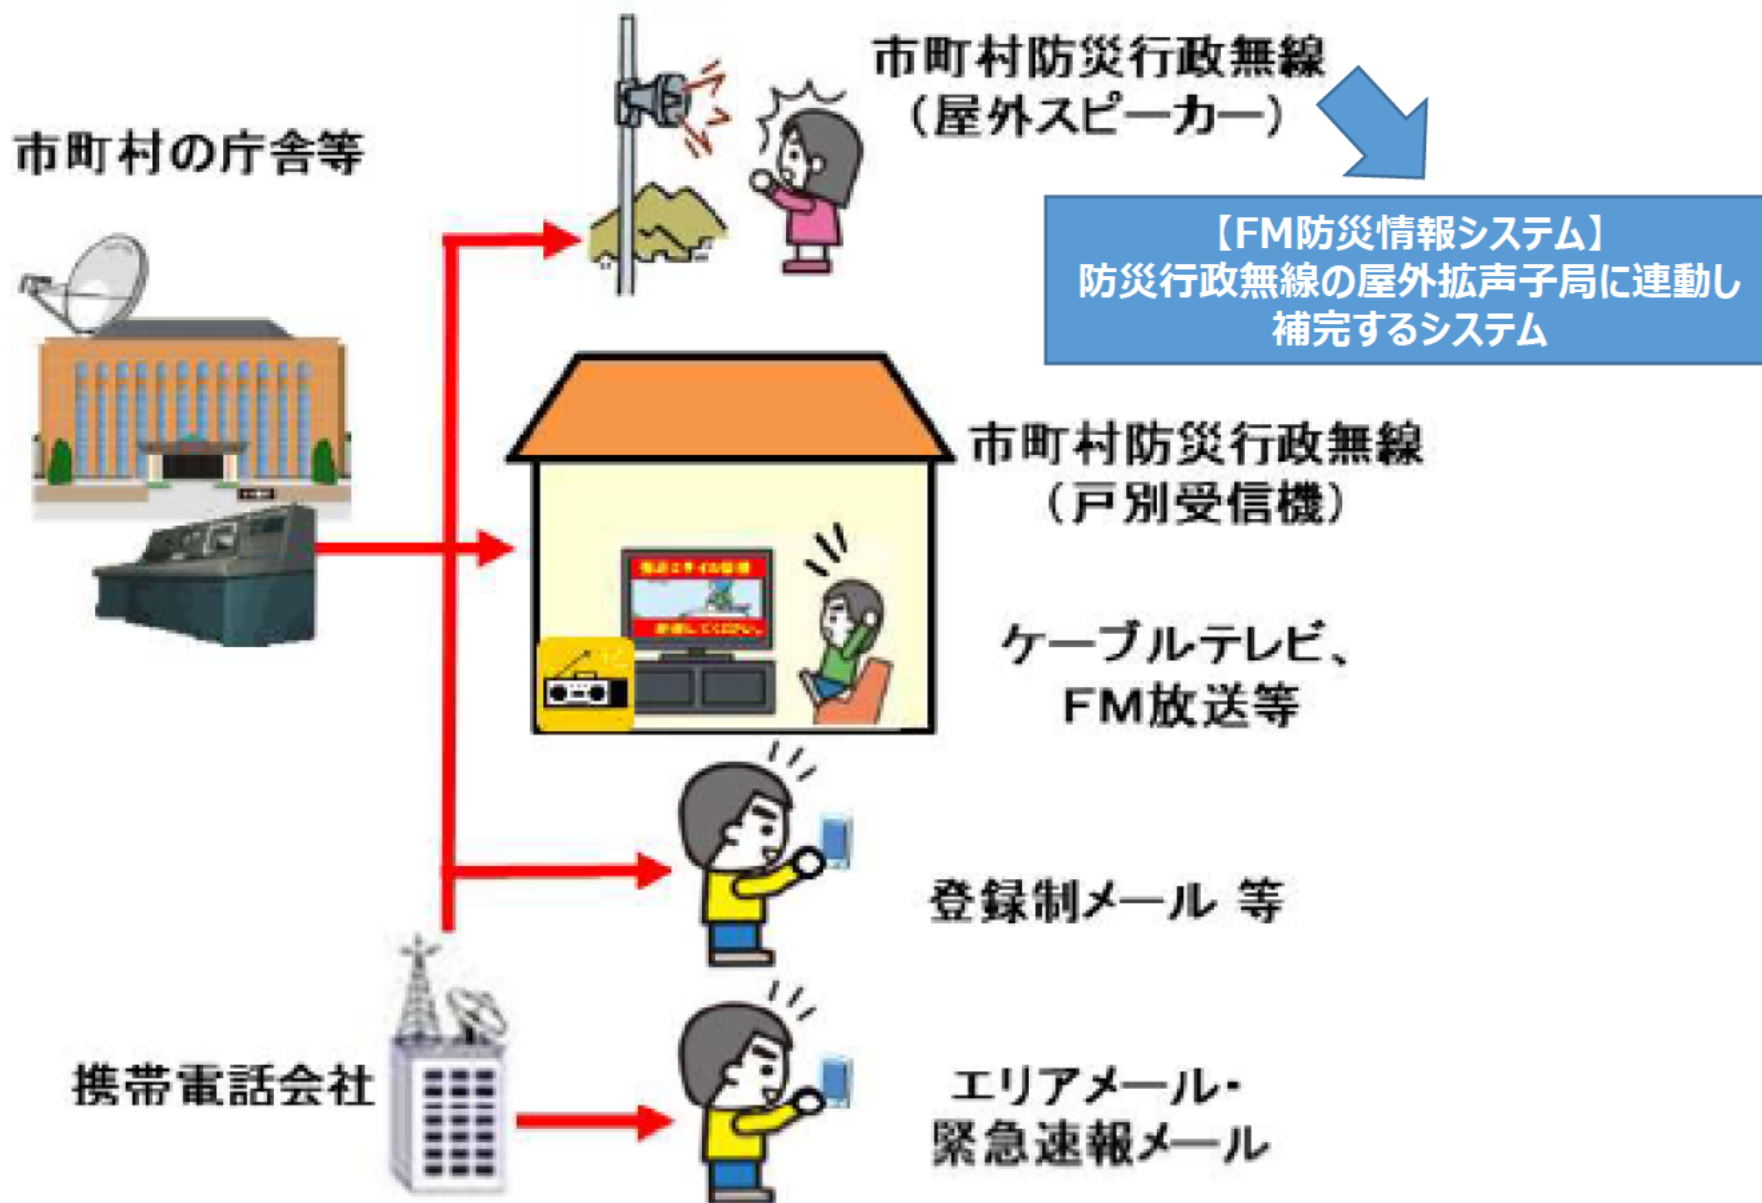 市町村防災行政無線
（屋外スピーカー）
市町村の庁舎等
【FM防災情報システム】
防災行政無線の屋外拡声子局に連動し
補完するシステム
市町村防災行政無線
（戸別受信機）
ケーブルテレビ、
FM放送等
登録制メール 等
携帯電話会社
エリアメール・
緊急速報メール